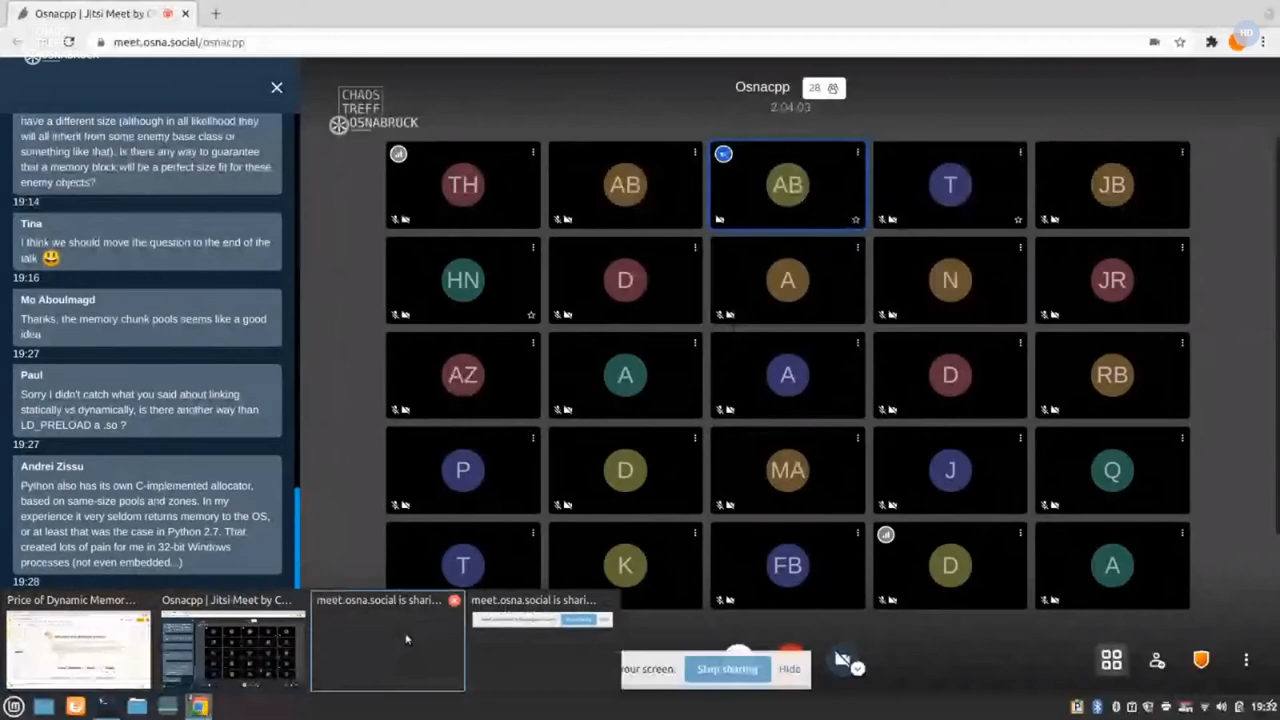 Osnacpp | Jitsi Meet by C
HD
meet.osna.social/osnacpp
OSNABRÜCK
have a different size (although in all likelihood they
will all inherit from some enemy base class or
something like that). Is there any way to guarantee
that a memory block will be a perfect size fit for these
enemy objects?
19:14
Tina
I think we should move the question to the end of the
talk 😃
19:16
Mo Aboulmagd
Thanks, the memory chunk pools seems like a good
idea
19:27
Paul
Sorry I didn't catch what you said about linking
statically vs dynamically, is there another way than
LD_PRELOAD a .so ?
19:27
Andrei Zissu
Python also has its own C-implemented allocator,
based on same-size pools and zones. In my
experience it very seldom returns memory to the OS,
or at least that was the case in Python 2.7. That
created lots of pain for me in 32-bit Windows
processes (not even embedded...)
19:28
CHAOS
TREFF
OSNABRÜCK
Osnacpp 28
2:04:03
TH AB AB T JB
HN D A N JR
AZ A A D RB
P D MA J Q
T K FB D A
Price of Dynamic Memor...
Osnacpp | Jitsi Meet by C...
meet.osna.social is shari...
meet.osna.social is shari...
your screen. Stop sharing Hide
19:32